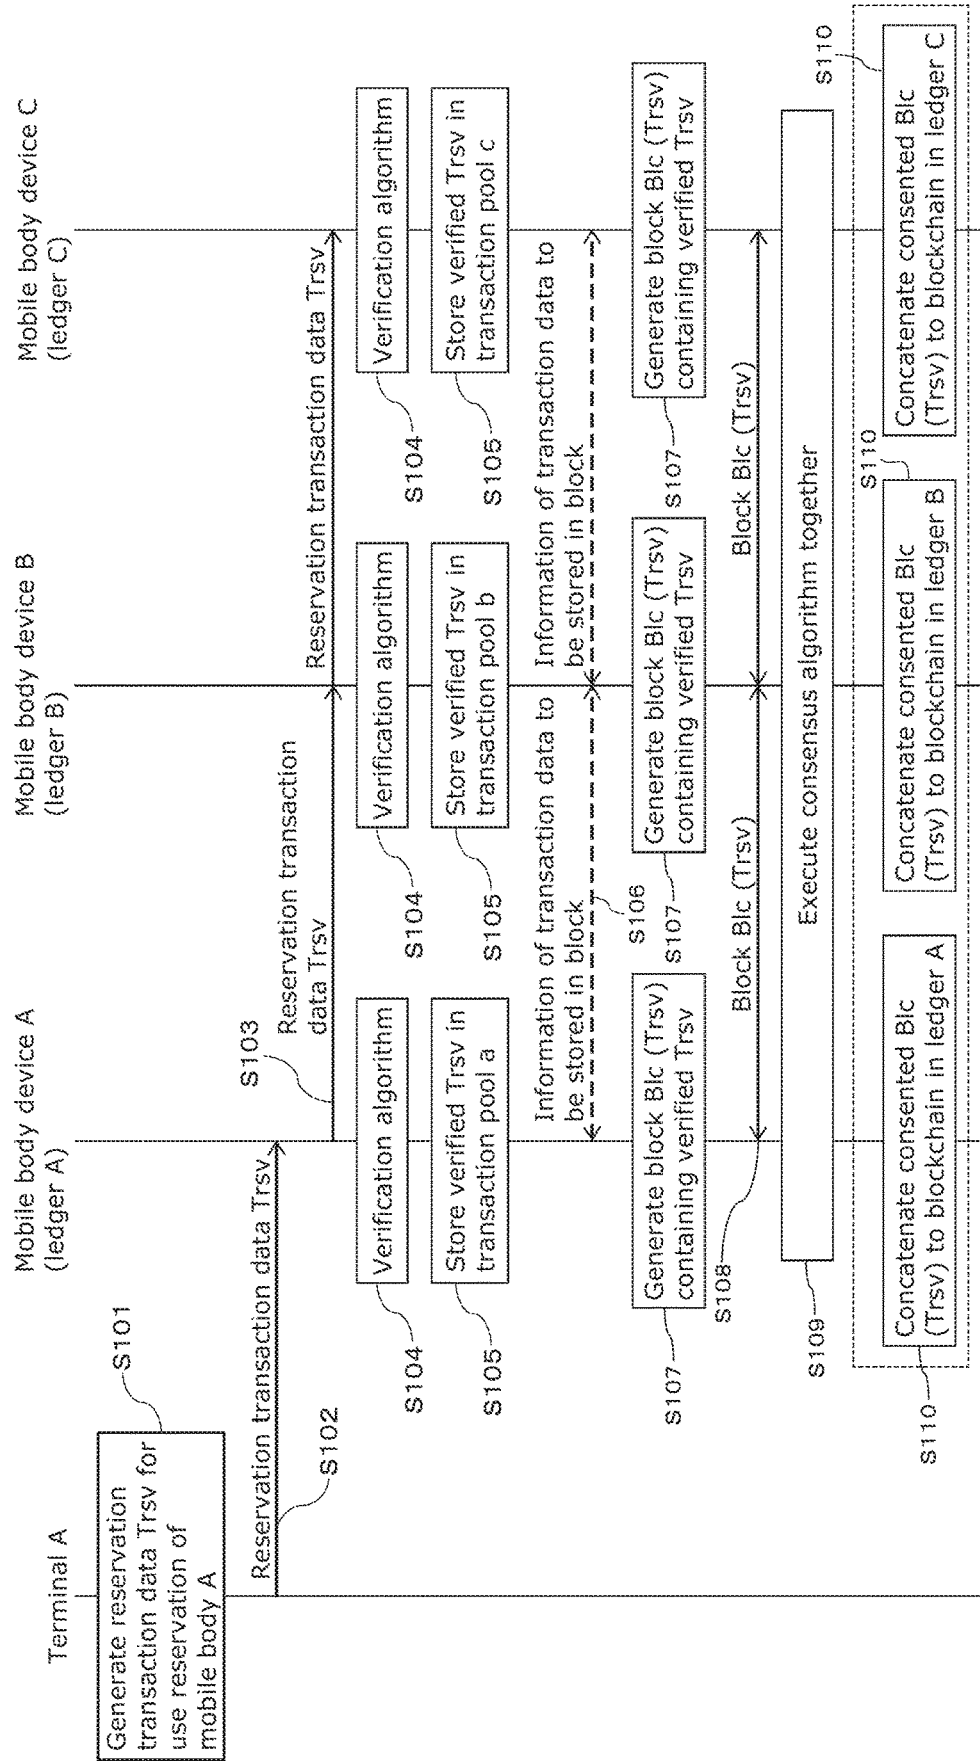 Terminal A
Mobile body device A
(ledger A)
Mobile body device B
(ledger B)
Mobile body device C
(ledger C)
Generate reservation
transaction data Trsv for
use reservation of
mobile body A
S101
Reservation transaction data Trsv
S102
S103
Reservation transaction
data Trsv
Reservation transaction data Trsv
Verification algorithm
S104
Verification algorithm
S104
Verification algorithm
S104
Store verified Trsv in
transaction pool a
S105
Store verified Trsv in
transaction pool b
S105
Store verified Trsv in
transaction pool c
S105
Information of transaction data to
be stored in block
S106
Information of transaction data to
be stored in block
Generate block Blc (Trsv)
containing verified Trsv
S107
Generate block Blc (Trsv)
containing verified Trsv
S107
Generate block Blc (Trsv)
containing verified Trsv
S107
S108
Block Blc (Trsv)
Block Blc (Trsv)
Execute consensus algorithm together
S109
Concatenate consented Blc
(Trsv) to blockchain in ledger A
S110
Concatenate consented Blc
(Trsv) to blockchain in ledger B
S110
Concatenate consented Blc
(Trsv) to blockchain in ledger C
S110